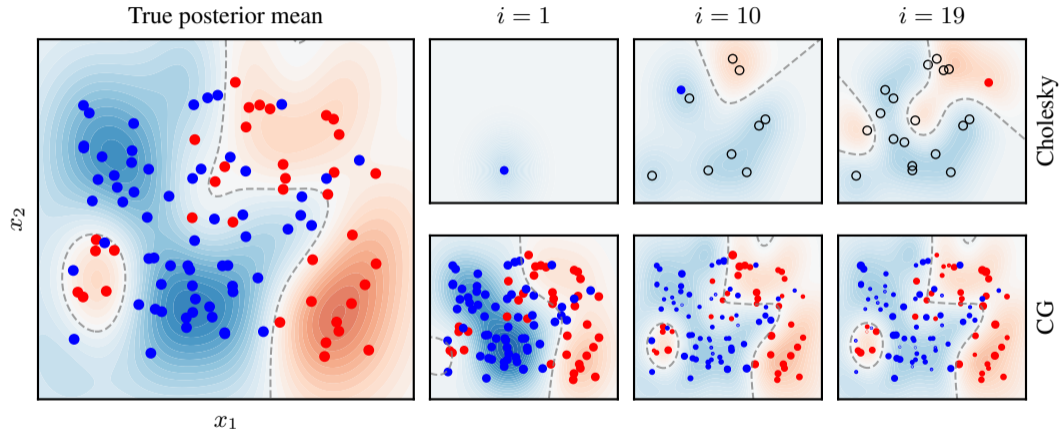 True posterior mean
i = 1
i = 10
i = 19
Cholesky
x₂
CG
x₁